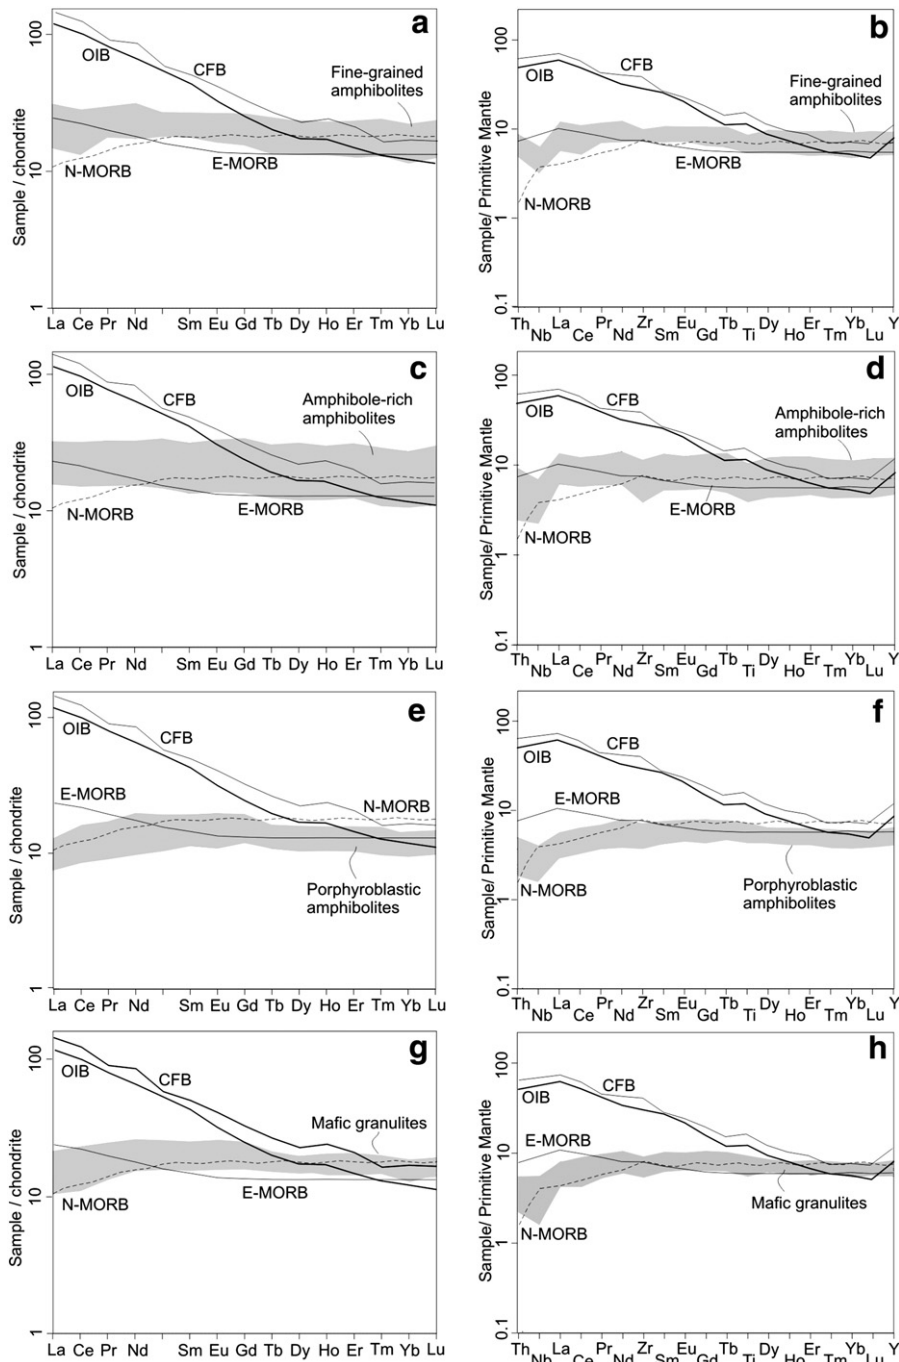 a
100
10
1
Sample / chondrite
OIB
CFB
Fine-grained
amphibolites
N-MORB
E-MORB
La Ce Pr Nd Sm Eu Gd Tb Dy Ho Er Tm Yb Lu
b
100
10
1
0.1
Sample/ Primitive Mantle
OIB
CFB
Fine-grained
amphibolites
E-MORB
N-MORB
Th Nb La Ce Pr Nd Zr Sm Eu Gd Tb Ti Dy Ho Er Tm Yb Lu Y
c
100
10
1
Sample / chondrite
OIB
CFB
Amphibole-rich
amphibolites
N-MORB
E-MORB
La Ce Pr Nd Sm Eu Gd Tb Dy Ho Er Tm Yb Lu
d
100
10
1
0.1
Sample/ Primitive Mantle
OIB
CFB
Amphibole-rich
amphibolites
E-MORB
N-MORB
Th Nb La Ce Pr Nd Zr Sm Eu Gd Tb Ti Dy Ho Er Tm Yb Lu Y
e
100
10
1
Sample / chondrite
OIB
CFB
E-MORB
N-MORB
Porphyroblastic
amphibolites
La Ce Pr Nd Sm Eu Gd Tb Dy Ho Er Tm Yb Lu
f
100
10
1
0.1
Sample/ Primitive Mantle
OIB
CFB
E-MORB
N-MORB
Porphyroblastic
amphibolites
Th Nb La Ce Pr Nd Zr Sm Eu Gd Tb Ti Dy Ho Er Tm Yb Lu Y
g
100
10
1
Sample / chondrite
OIB
CFB
Mafic granulites
N-MORB
E-MORB
La Ce Pr Nd Sm Eu Gd Tb Dy Ho Er Tm Yb Lu
h
100
10
1
0.1
Sample/ Primitive Mantle
OIB
CFB
E-MORB
Mafic granulites
N-MORB
Th Nb La Ce Pr Nd Zr Sm Eu Gd Tb Ti Dy Ho Er Tm Yb Lu Y